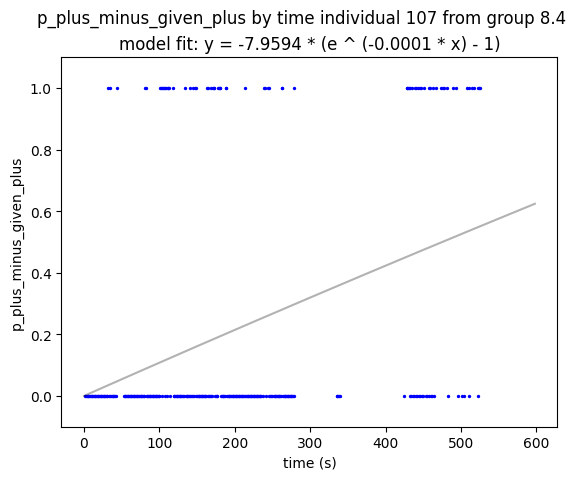 p_plus_minus_given_plus by time individual 107 from group 8.4
model fit: y = -7.9594 * (e ^ (-0.0001 * x) - 1)
1.0
0.8
0.6
0.4
0.2
0.0
p_plus_minus_given_plus
0 100 200 300 400 500 600
time (s)